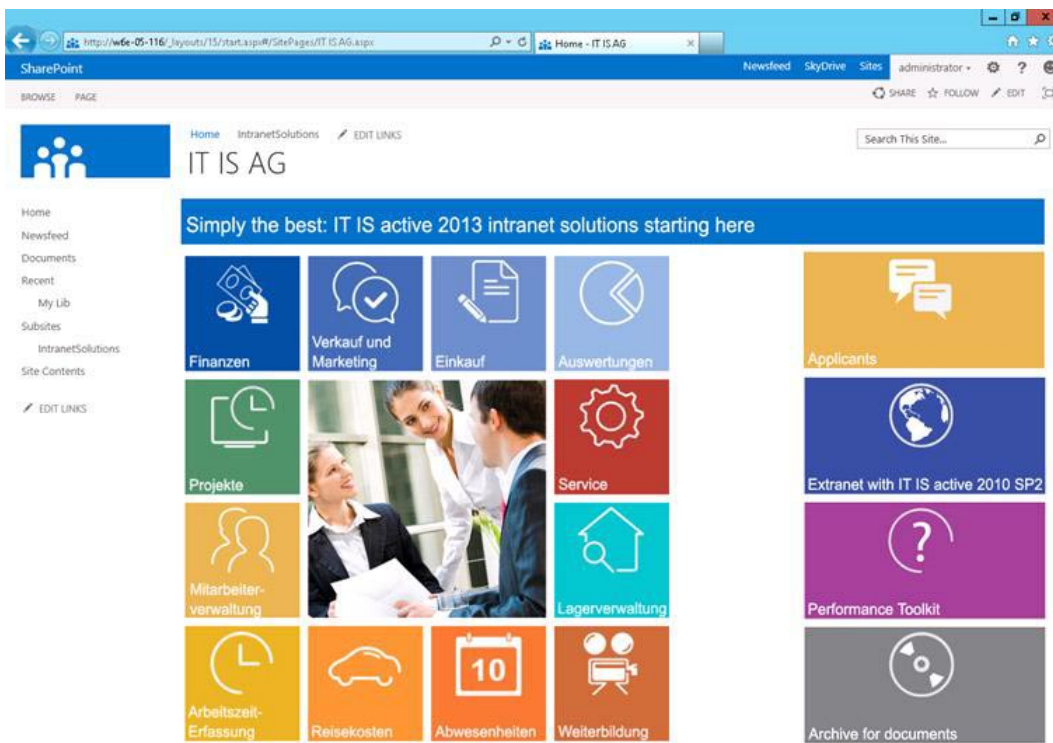 http://w6e-05-116/_layouts/15/start.aspx#/SitePages/IT IS AG.aspx
Home - IT IS AG
SharePoint
Newsfeed SkyDrive Sites administrator ?
BROWSE PAGE
SHARE FOLLOW EDIT
Home IntranetSolutions EDIT LINKS
Search This Site...
IT IS AG
Home
Newsfeed
Documents
Recent
My Lib
Subsites
IntranetSolutions
Site Contents
EDIT LINKS
Simply the best: IT IS active 2013 intranet solutions starting here
Finanzen
Verkauf und
Marketing
Einkauf
Auswertungen
Applicants
Projekte
Service
Extranet with IT IS active 2010 SP2
Mitarbeiter-
verwaltung
Lagerverwaltung
?
Performance Toolkit
Arbeitszeit-
Erfassung
Reisekosten
10
Abwesenheiten
Weiterbildung
Archive for documents